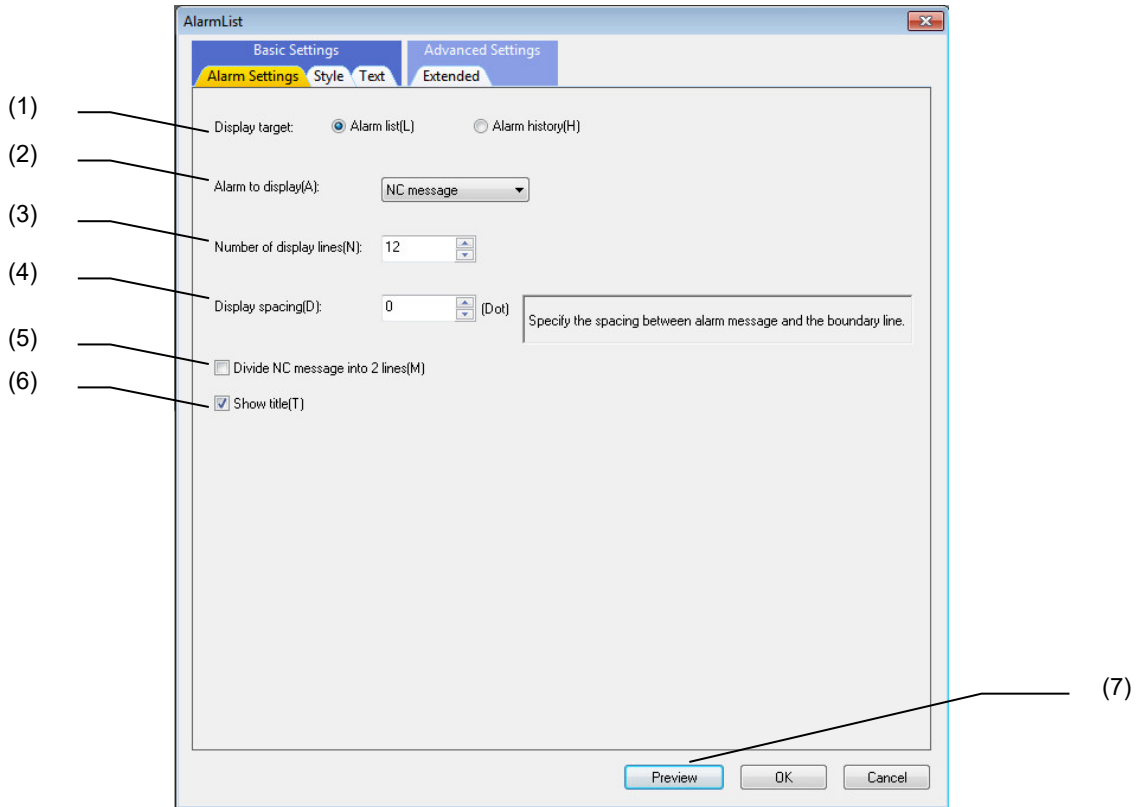 AlarmList
Basic Settings
Advanced Settings
Alarm Settings
Style
Text
Extended
(1)
Display target:
Alarm list(L)
Alarm history(H)
(2)
Alarm to display(A):
NC message
(3)
Number of display lines(N):
12
(4)
Display spacing(D):
0
(Dot)
Specify the spacing between alarm message and the boundary line.
(5)
Divide NC message into 2 lines(M)
(6)
Show title(T)
(7)
Preview
OK
Cancel